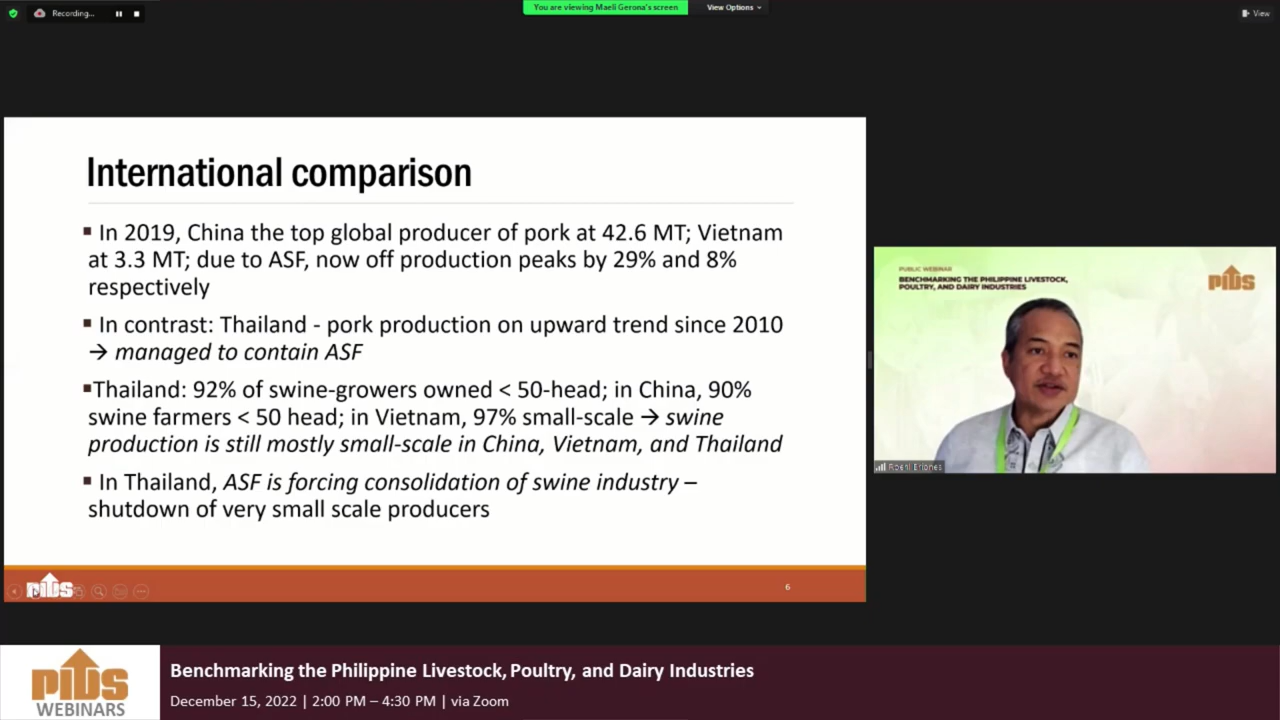 Recording...
You are viewing Maeli Gerona's screen
View Options
View
International comparison
In 2019, China the top global producer of pork at 42.6 MT; Vietnam
at 3.3 MT; due to ASF, now off production peaks by 29% and 8%
respectively
In contrast: Thailand - pork production on upward trend since 2010
→ managed to contain ASF
Thailand: 92% of swine-growers owned < 50-head; in China, 90%
swine farmers < 50 head; in Vietnam, 97% small-scale → swine
production is still mostly small-scale in China, Vietnam, and Thailand
In Thailand, ASF is forcing consolidation of swine industry –
shutdown of very small scale producers
pids
6
PUBLIC WEBINAR
BENCHMARKING THE PHILIPPINE LIVESTOCK,
POULTRY, AND DAIRY INDUSTRIES
pids
Roehl Briones
pids
WEBINARS
Benchmarking the Philippine Livestock, Poultry, and Dairy Industries
December 15, 2022 | 2:00 PM – 4:30 PM | via Zoom